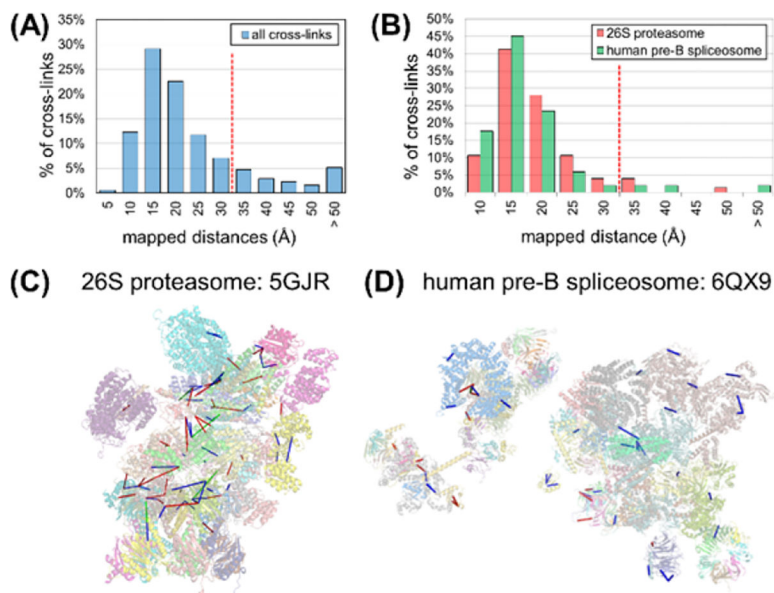 (A)
35%
30%
25%
20%
15%
10%
5%
0%
% of cross-links
all cross-links
5 10 15 20 25 30 35 40 45 50 > 50
mapped distances (Å)
(B)
50%
45%
40%
35%
30%
25%
20%
15%
10%
5%
0%
% of cross-links
26S proteasome
human pre-B spliceosome
10 15 20 25 30 35 40 45 50 > 50
mapped distance (Å)
(C) 26S proteasome: 5GJR
(D) human pre-B spliceosome: 6QX9